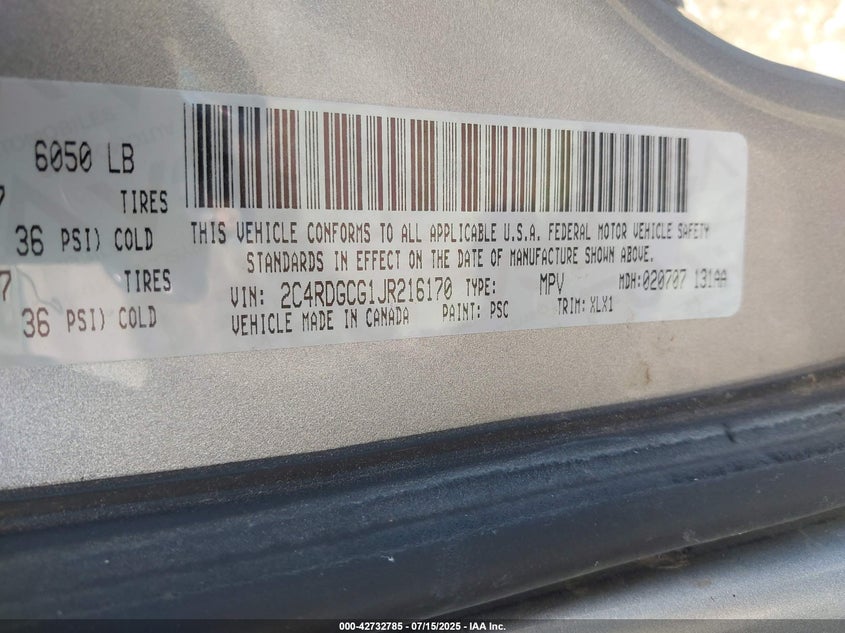 6050 LB
TIRES
36 PSI) COLD
7 TIRES
36 PSI) COLD
THIS VEHICLE CONFORMS TO ALL APPLICABLE U.S.A. FEDERAL MOTOR VEHICLE SAFETY
STANDARDS IN EFFECT ON THE DATE OF MANUFACTURE SHOWN ABOVE.
VIN: 2C4RDGCG1JR216170 TYPE: MPV MDH: 020707 131AA
VEHICLE MADE IN CANADA PAINT: PSC TRIM: XLX1
000-42732785 - 07/15/2025 - IAA Inc.